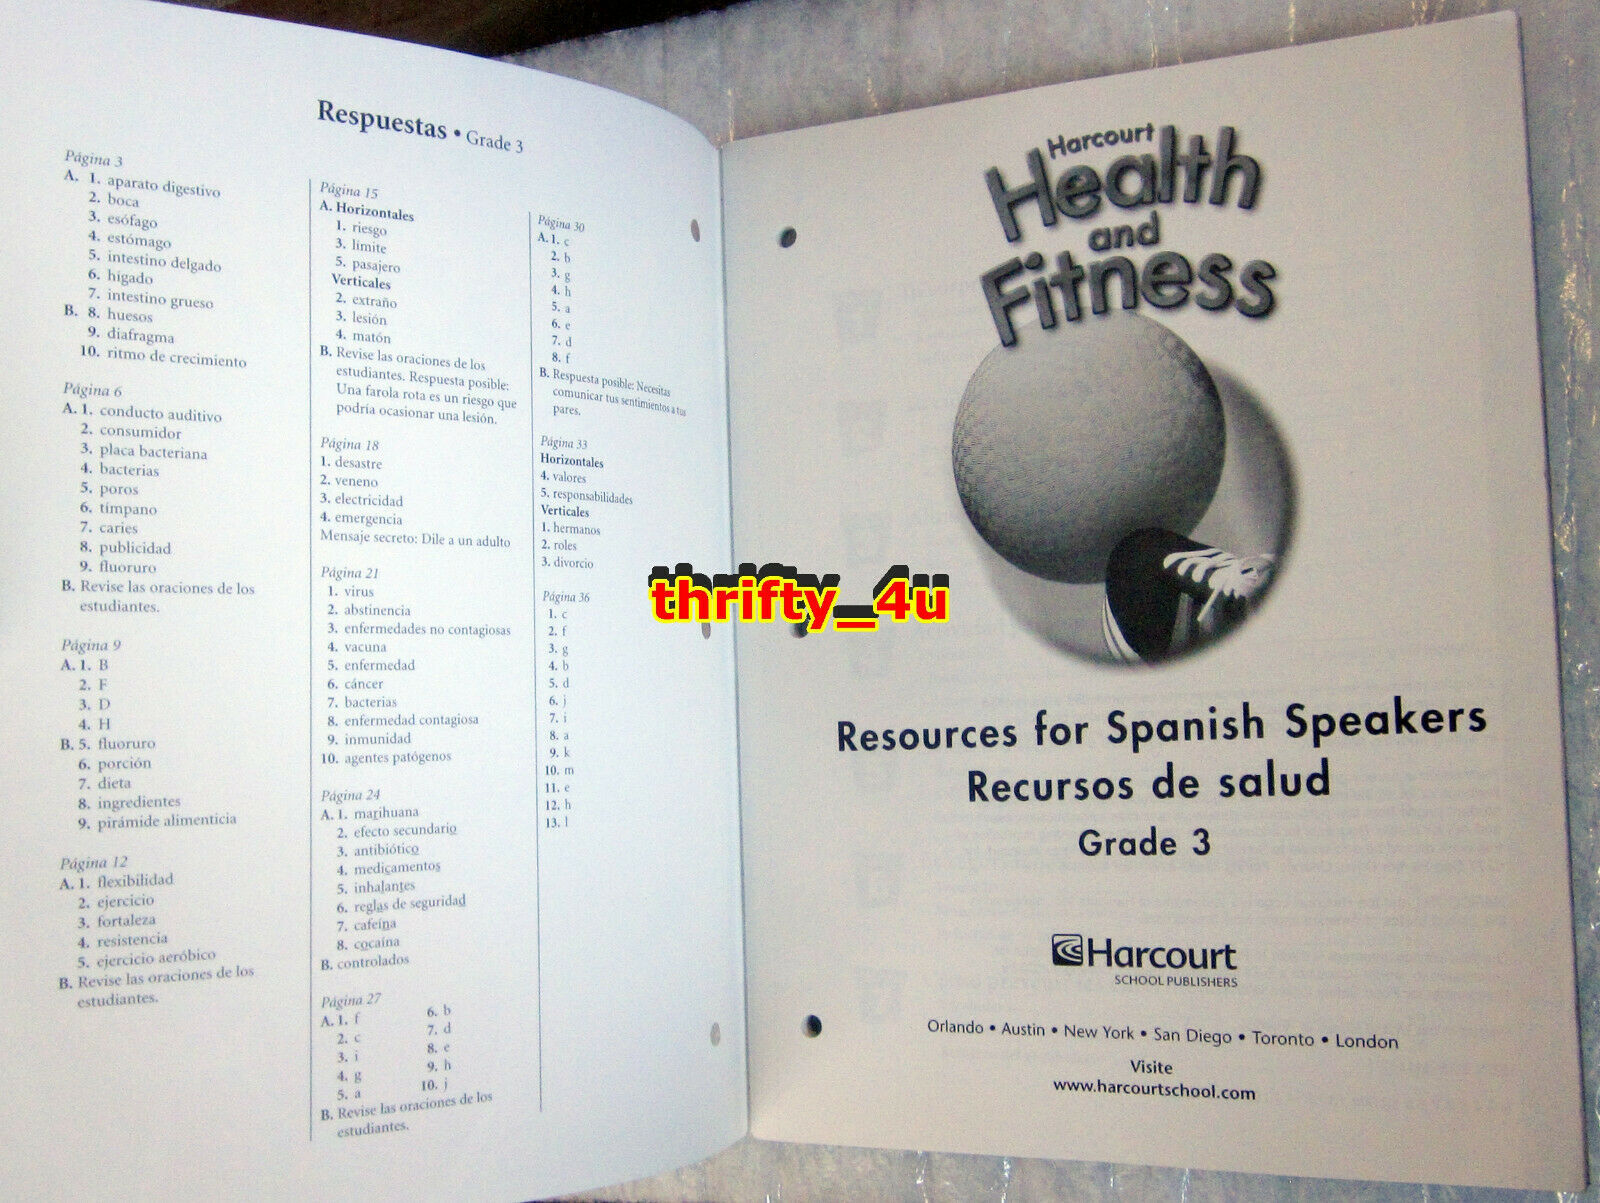 Respuestas • Grade 3
Página 3
A. 1. aparato digestivo
2. boca
3. esófago
4. estómago
5. intestino delgado
6. hígado
7. intestino grueso
B. 8. huesos
9. diafragma
10. ritmo de crecimiento
Página 6
A. 1. conducto auditivo
2. consumidor
3. placa bacteriana
4. bacterias
5. poros
6. tímpano
7. caries
8. publicidad
9. fluoruro
B. Revise las oraciones de los
estudiantes.
Página 9
A. 1. B
2. F
3. D
4. H
B. 5. fluoruro
6. porción
7. dieta
8. ingredientes
9. pirámide alimenticia
Página 12
A. 1. flexibilidad
2. ejercicio
3. fortaleza
4. resistencia
5. ejercicio aeróbico
B. Revise las oraciones de los
estudiantes.
Página 15
A. Horizontales
1. riesgo
3. límite
5. pasajero
Verticales
2. extraño
3. lesión
4. matón
B. Revise las oraciones de los
estudiantes. Respuesta posible:
Una farola rota es un riesgo que
podría ocasionar una lesión.
Página 18
1. desastre
2. veneno
3. electricidad
4. emergencia
Mensaje secreto: Dile a un adulto
Página 21
1. virus
2. abstinencia
3. enfermedades no contagiosas
4. vacuna
5. enfermedad
6. cáncer
7. bacterias
8. enfermedad contagiosa
9. inmunidad
10. agentes patógenos
Página 24
A. 1. marihuana
2. efecto secundario
3. antibiótico
4. medicamentos
5. inhalantes
6. reglas de seguridad
7. cafeína
8. cocaína
B. controlados
Página 27
A. 1. f
2. c
3. i
4. g
5. a
6. b
7. d
8. e
9. h
10. j
B. Revise las oraciones de los
estudiantes.
Página 30
A. 1. c
2. b
3. g
4. h
5. a
6. e
7. d
8. f
B. Respuesta posible: Necesitas
comunicar tus sentimientos a tus
pares.
Página 33
Horizontales
4. valores
5. responsabilidades
Verticales
1. hermanos
2. roles
3. divorcio
Página 36
1. c
2. f
3. g
4. b
5. d
6. j
7. i
8. a
9. k
10. m
11. e
12. h
13. l
thrifty_4u
Harcourt
Health
and
Fitness
Resources for Spanish Speakers
Recursos de salud
Grade 3
Harcourt
SCHOOL PUBLISHERS
Orlando • Austin • New York • San Diego • Toronto • London
Visite
www.harcourtschool.com